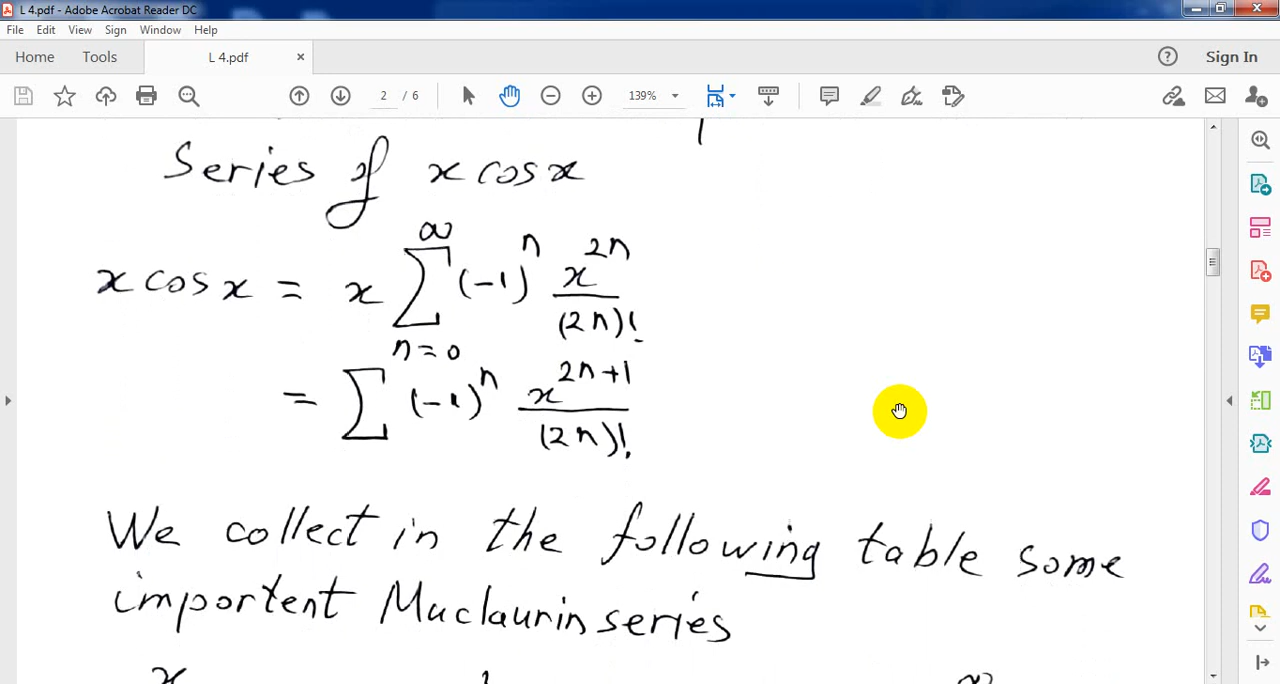 L 4.pdf - Adobe Acrobat Reader DC
File Edit View Sign Window Help
Home Tools L 4.pdf × Sign In
2 / 6 139%
Series of x cos x
x cos x = x ∑_{n=0}^{∞} (-1)^n x^{2n}/(2n)!
= ∑ (-1)^n x^{2n+1}/(2n)!
We collect in the following table some
importent Muclaurin series